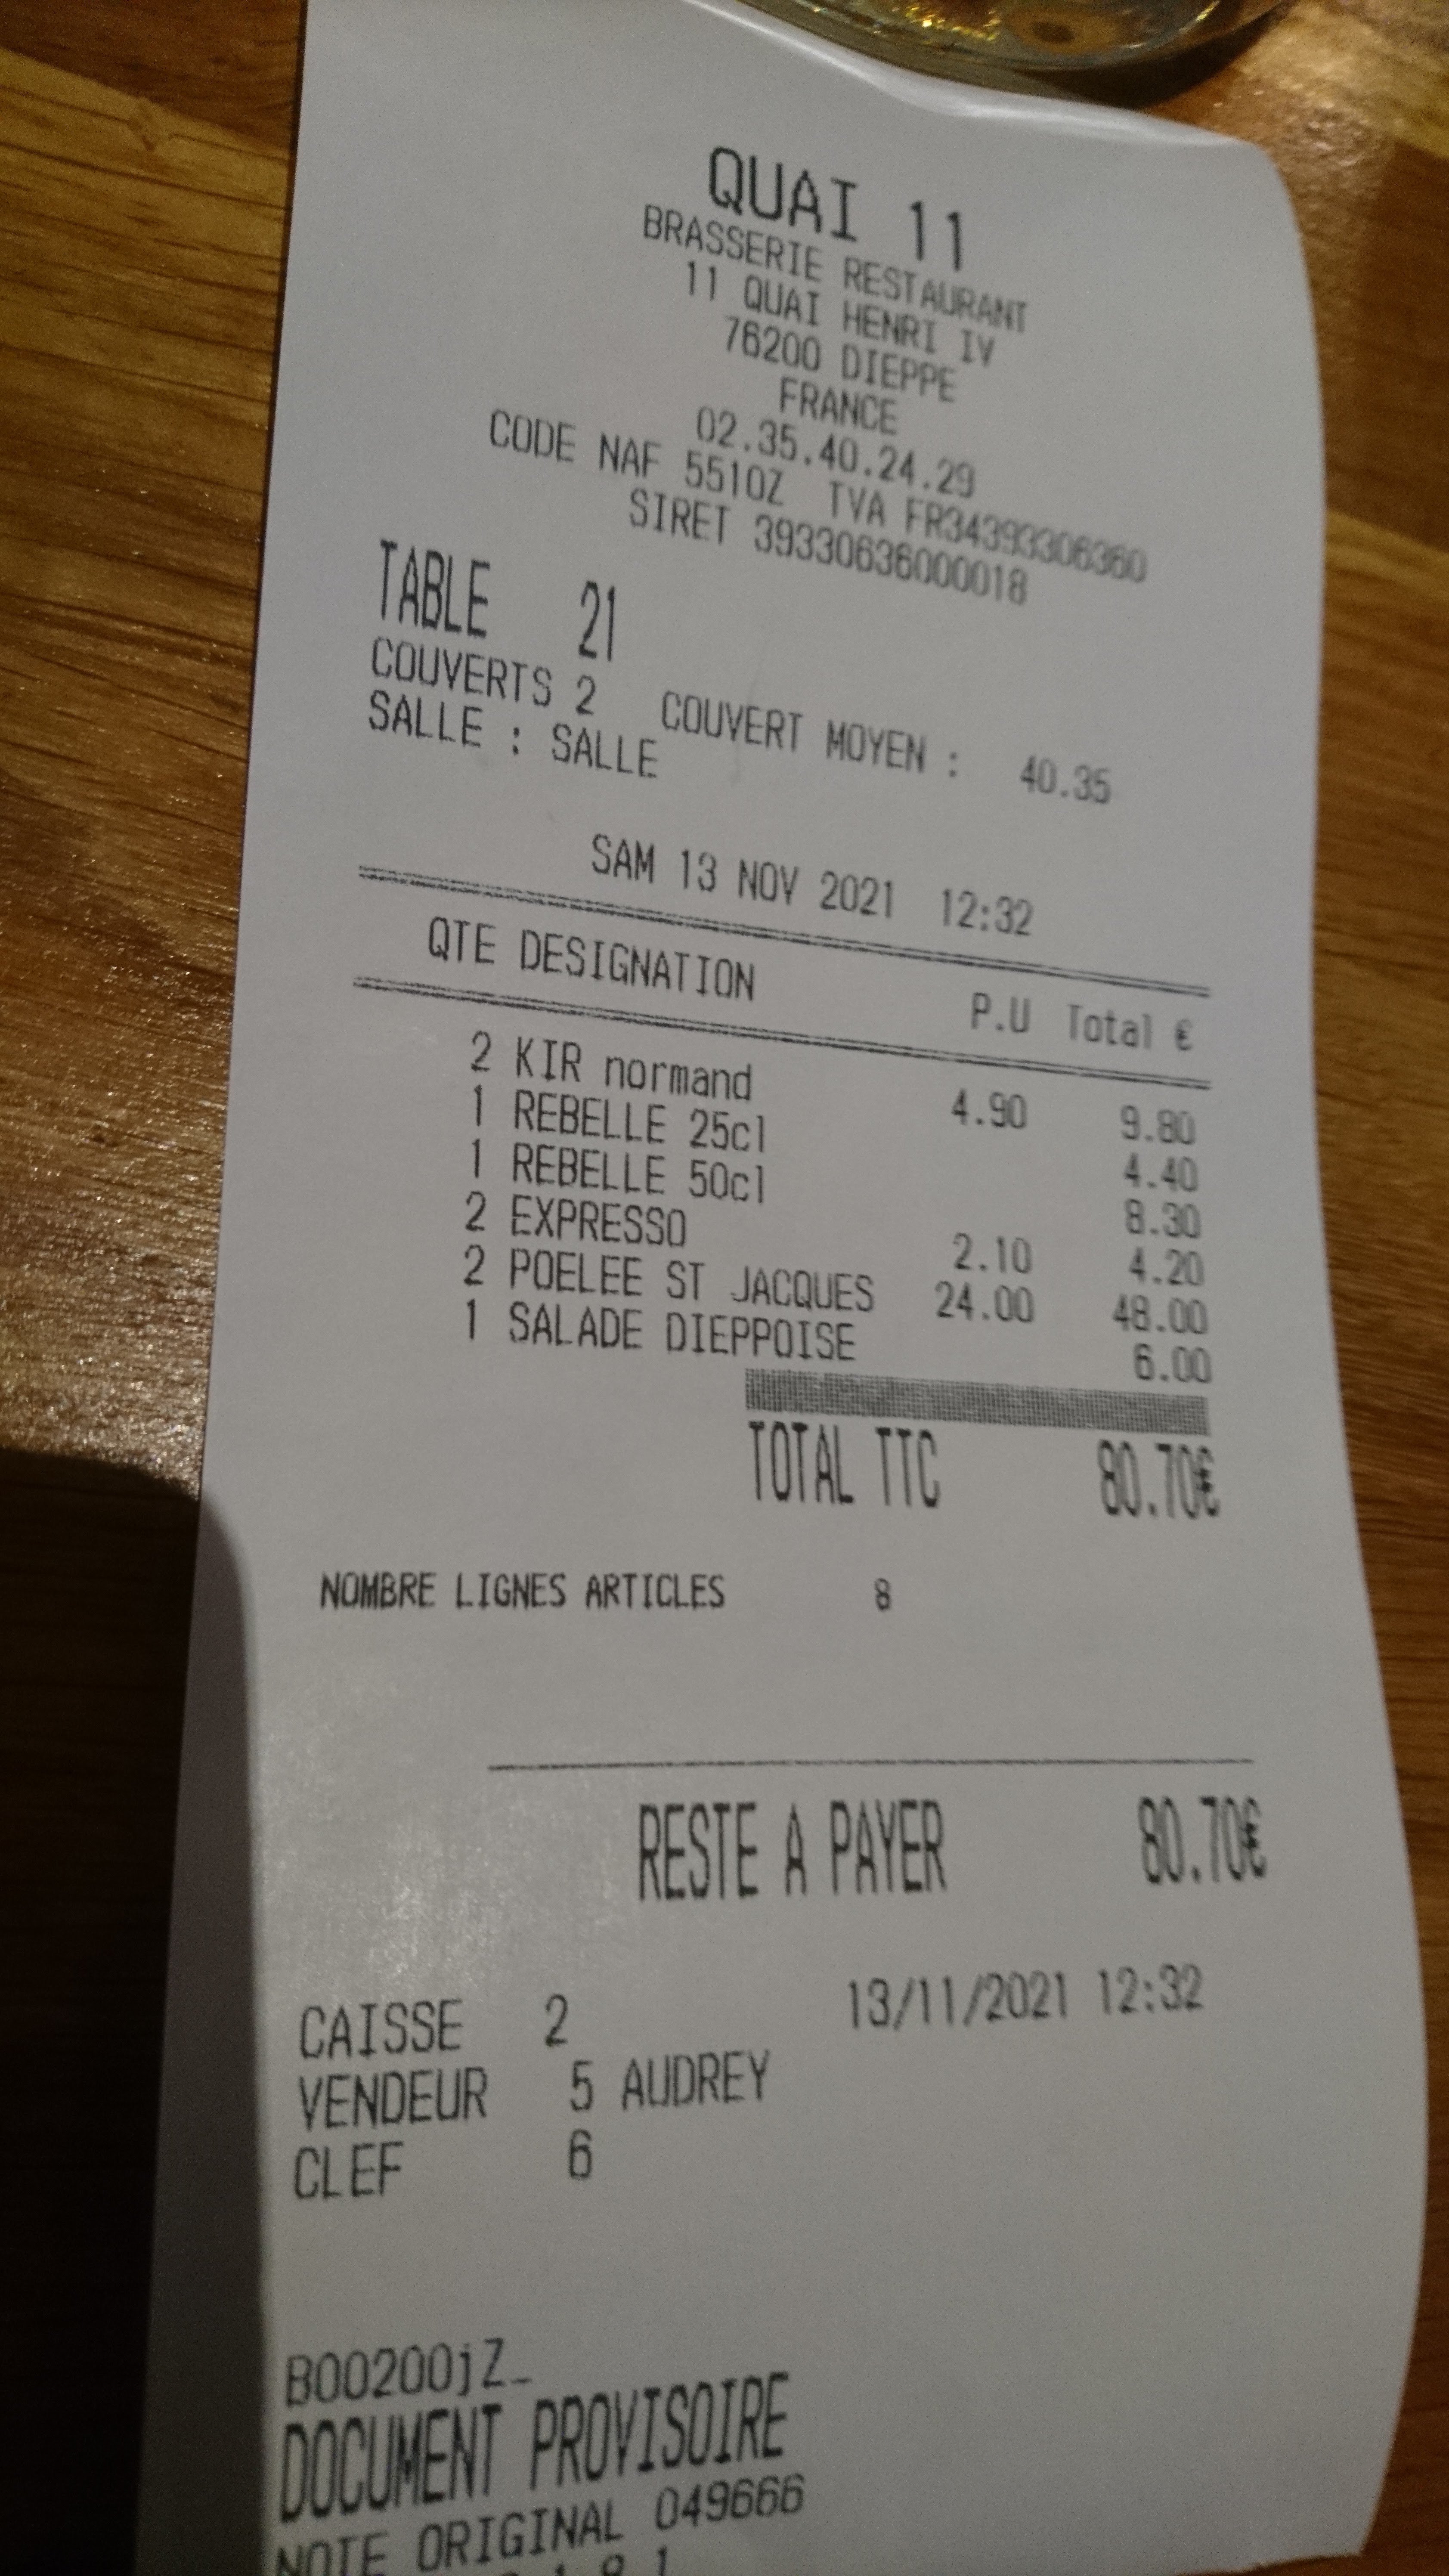 QUAI 11
BRASSERIE RESTAURANT
11 QUAI HENRI IV
76200 DIEPPE
FRANCE
02.35.40.24.29
CODE NAF 5510Z TVA FR34393306360
SIRET 39330636000018
TABLE 21
COUVERTS 2 COUVERT MOYEN : 40.35
SALLE : SALLE
SAM 13 NOV 2021 12:32
QTE DESIGNATION P.U Total €
2 KIR normand 4.90 9.80
1 REBELLE 25cl 4.40
1 REBELLE 50cl 8.30
2 EXPRESSO 2.10 4.20
2 POELEE ST JACQUES 24.00 48.00
1 SALADE DIEPPOISE 6.00
TOTAL TTC 80.70€
NOMBRE LIGNES ARTICLES 8
RESTE A PAYER 80.70€
CAISSE 2 13/11/2021 12:32
VENDEUR 5 AUDREY
CLEF 6
B00200jZ_
DOCUMENT PROVISOIRE
NOTE ORIGINAL 049666